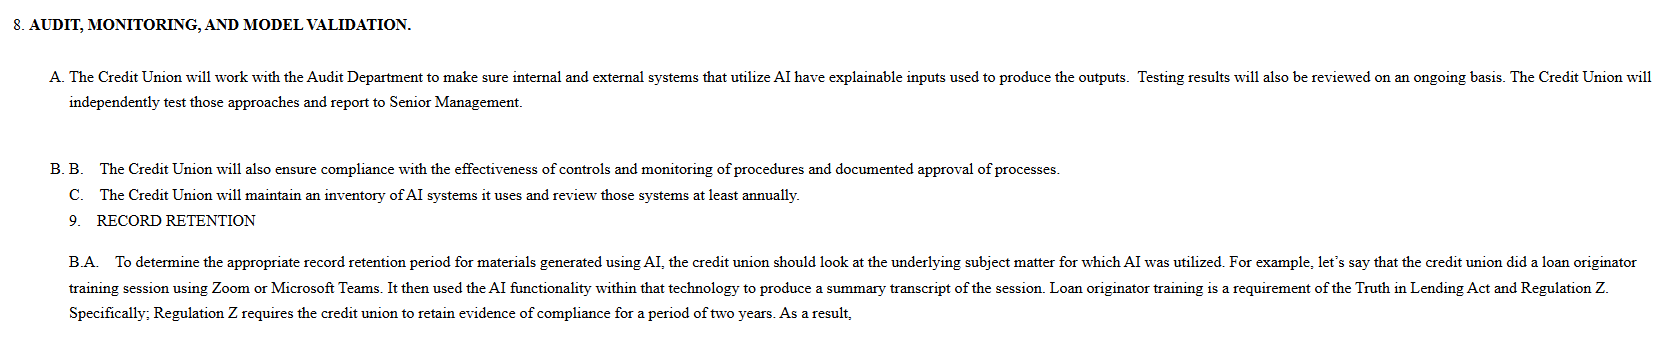 8. AUDIT, MONITORING, AND MODEL VALIDATION.
A. The Credit Union will work with the Audit Department to make sure internal and external systems that utilize AI have explainable inputs used to produce the outputs.  Testing results will also be reviewed on an ongoing basis. The Credit Union will
independently test those approaches and report to Senior Management.
B. B.   The Credit Union will also ensure compliance with the effectiveness of controls and monitoring of procedures and documented approval of processes.
C.   The Credit Union will maintain an inventory of AI systems it uses and review those systems at least annually.
9.   RECORD RETENTION
B.A.   To determine the appropriate record retention period for materials generated using AI, the credit union should look at the underlying subject matter for which AI was utilized. For example, let’s say that the credit union did a loan originator
training session using Zoom or Microsoft Teams. It then used the AI functionality within that technology to produce a summary transcript of the session. Loan originator training is a requirement of the Truth in Lending Act and Regulation Z.
Specifically; Regulation Z requires the credit union to retain evidence of compliance for a period of two years. As a result,